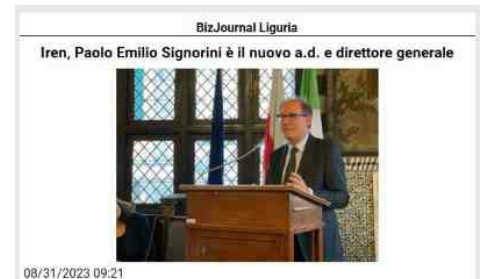 BizJournal Liguria
Iren, Paolo Emilio Signorini è il nuovo a.d. e direttore generale
08/31/2023 09:21